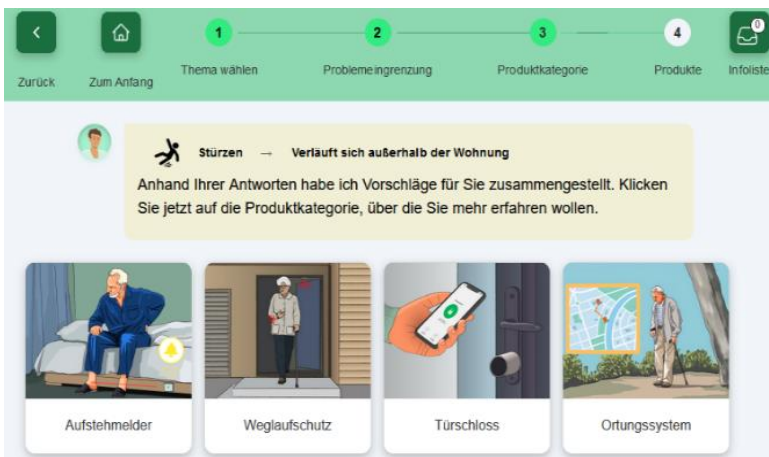 1 2 3 4 0
Zurück Zum Anfang Thema wählen Problemeingrenzung Produktkategorie Produkte Infoliste
Stürzen → Verläuft sich außerhalb der Wohnung
Anhand Ihrer Antworten habe ich Vorschläge für Sie zusammengestellt. Klicken
Sie jetzt auf die Produktkategorie, über die Sie mehr erfahren wollen.
Aufstehmelder Weglaufschutz Türschloss Ortungssystem